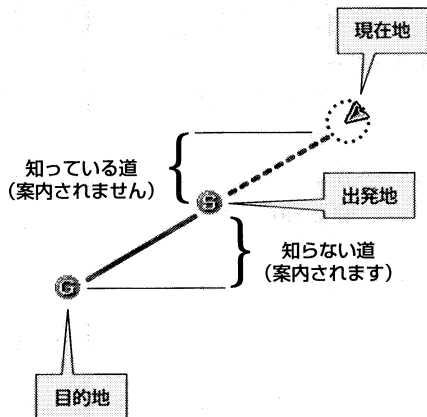 現在地
知っている道
（案内されません）
S
出発地
知らない道
（案内されます）
G
目的地